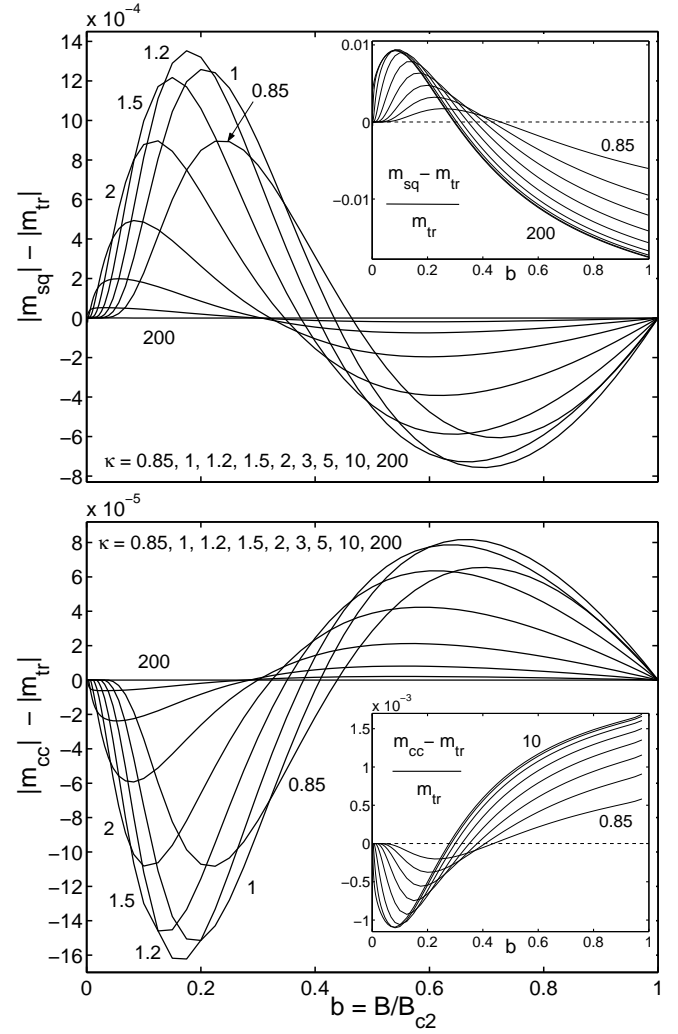 x 10⁻⁴
14
12
10
8
6
4
2
0
−2
−4
−6
−8
|m_sq| − |m_tr|
1.2
1
1.5
0.85
2
200
κ = 0.85, 1, 1.2, 1.5, 2, 3, 5, 10, 200
0.01
0
−0.01
0.85
m_sq − m_tr
m_tr
200
0 0.2 0.4 0.6 0.8 1
b
x 10⁻⁵
8
6
4
2
0
−2
−4
−6
−8
−10
−12
−14
−16
|m_cc| − |m_tr|
κ = 0.85, 1, 1.2, 1.5, 2, 3, 5, 10, 200
200
0.85
2
1.5
1
1.2
x 10⁻³
1.5
1
0.5
0
−0.5
−1
m_cc − m_tr
m_tr
10
0.85
0 0.2 0.4 0.6 0.8 1
b
0 0.2 0.4 0.6 0.8 1
b = B/B_c2